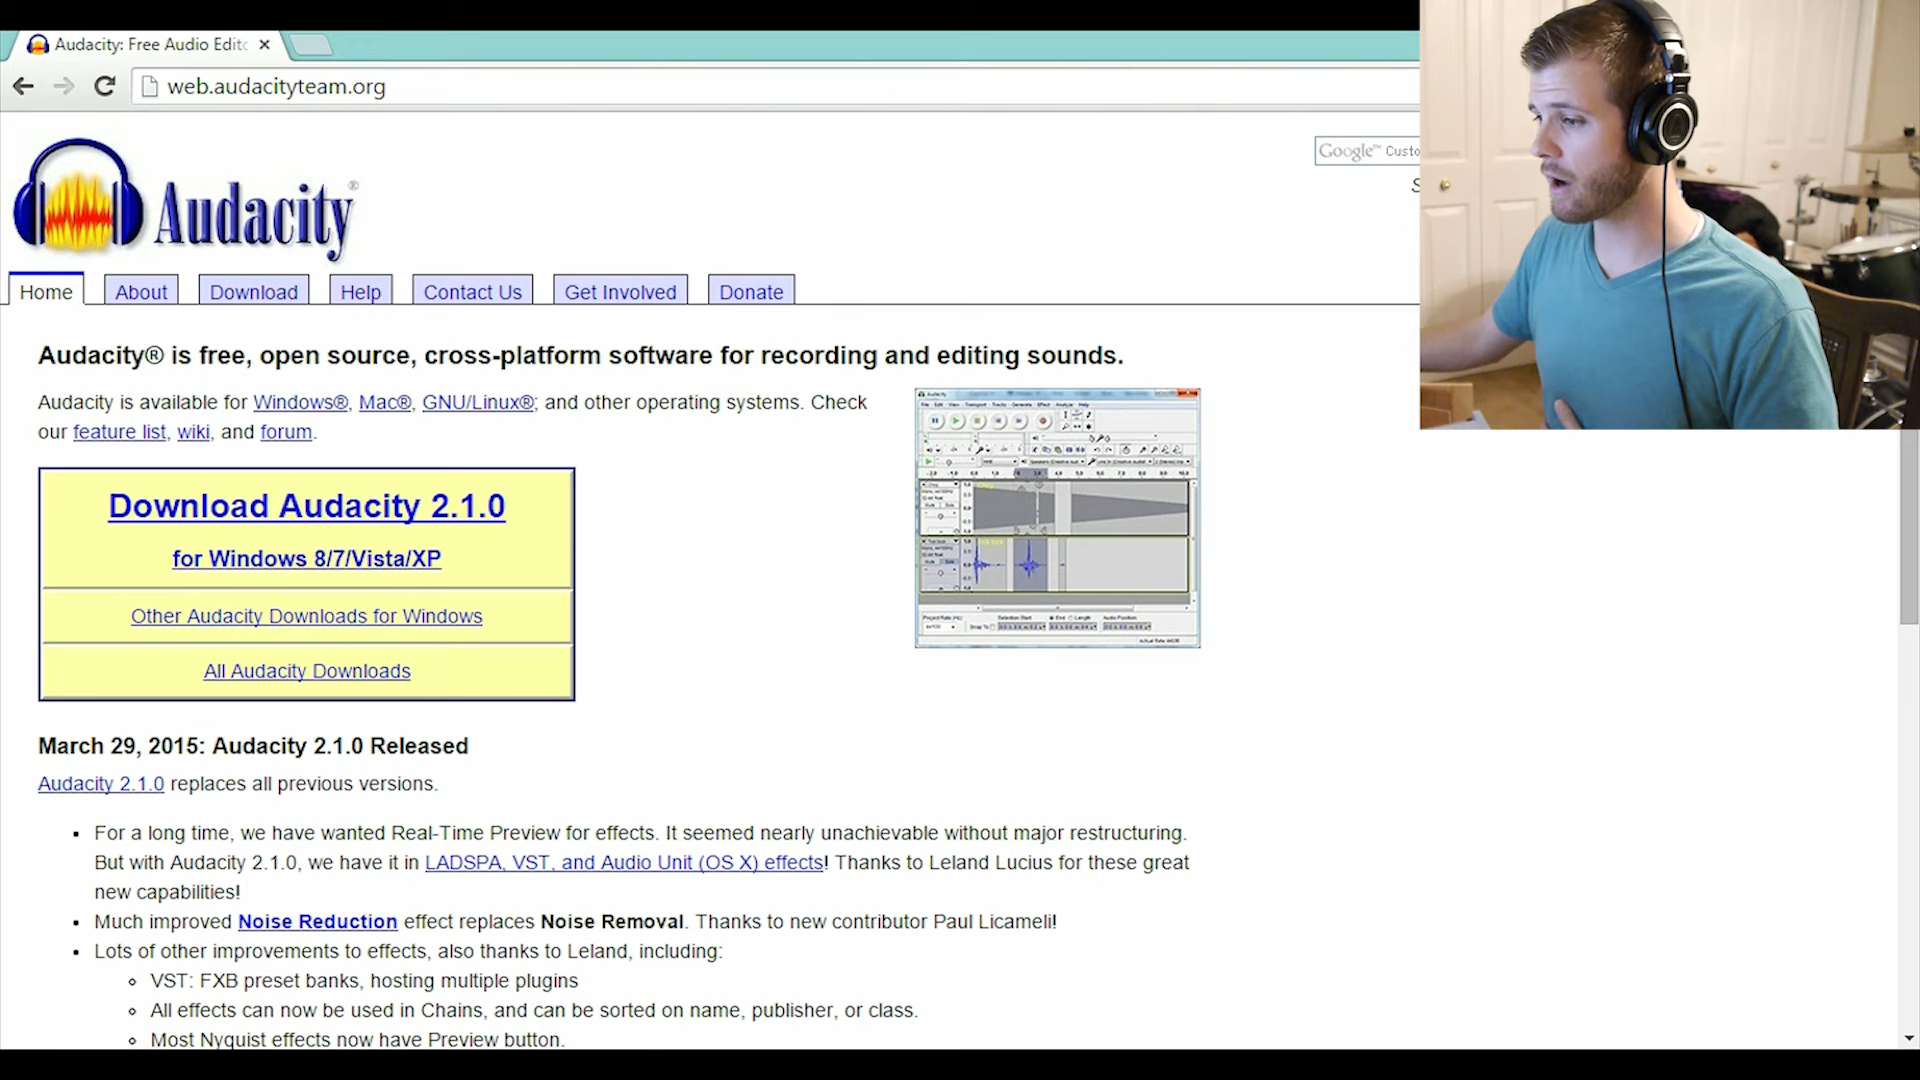 Audacity: Free Audio Edit
web.audacityteam.org
Google™ Custo
S
Audacity®
Home
About
Download
Help
Contact Us
Get Involved
Donate
Audacity® is free, open source, cross-platform software for recording and editing sounds.
Audacity is available for Windows®, Mac®, GNU/Linux®; and other operating systems. Check
our feature list, wiki, and forum.
Download Audacity 2.1.0
for Windows 8/7/Vista/XP
Other Audacity Downloads for Windows
All Audacity Downloads
March 29, 2015: Audacity 2.1.0 Released
Audacity 2.1.0 replaces all previous versions.
For a long time, we have wanted Real-Time Preview for effects. It seemed nearly unachievable without major restructuring.
But with Audacity 2.1.0, we have it in LADSPA, VST, and Audio Unit (OS X) effects! Thanks to Leland Lucius for these great
new capabilities!
Much improved Noise Reduction effect replaces Noise Removal. Thanks to new contributor Paul Licameli!
Lots of other improvements to effects, also thanks to Leland, including:
VST: FXB preset banks, hosting multiple plugins
All effects can now be used in Chains, and can be sorted on name, publisher, or class.
Most Nyquist effects now have Preview button.